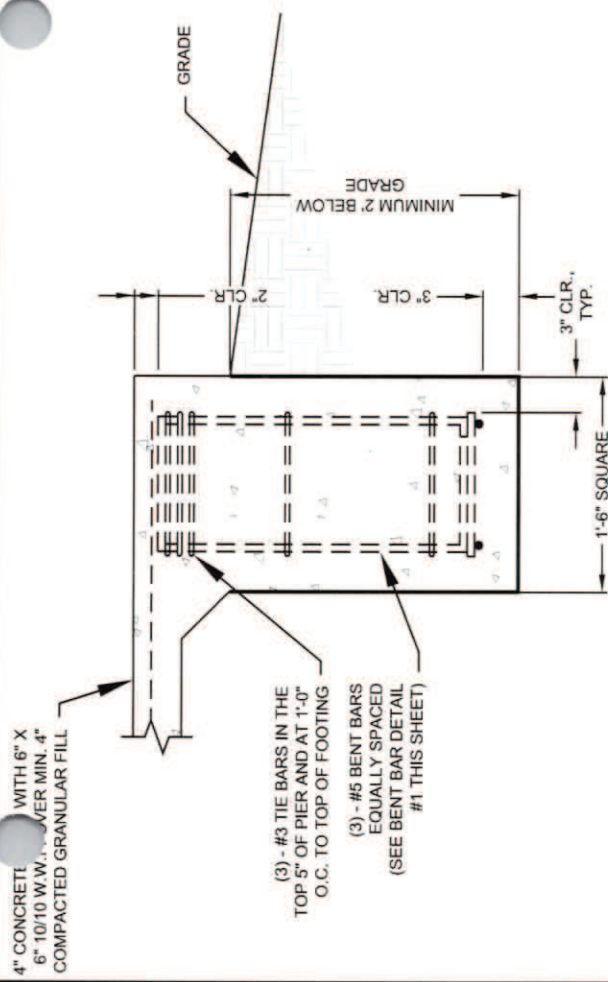 4" CONCRETE WITH 6" X
6" 10/10 OVER MIN. 4"
COMPACTED GRANULAR FILL
GRADE
2" CLR.
MINIMUM 2' BELOW
GRADE
3" CLR.
3" CLR.,
TYP.
(3) - #3 TIE BARS IN THE
TOP 5" OF PIER AND AT 1'-0"
O.C. TO TOP OF FOOTING
(3) - #5 BENT BARS
EQUALLY SPACED
(SEE BENT BAR DETAIL
#1 THIS SHEET)
1'-6" SQUARE